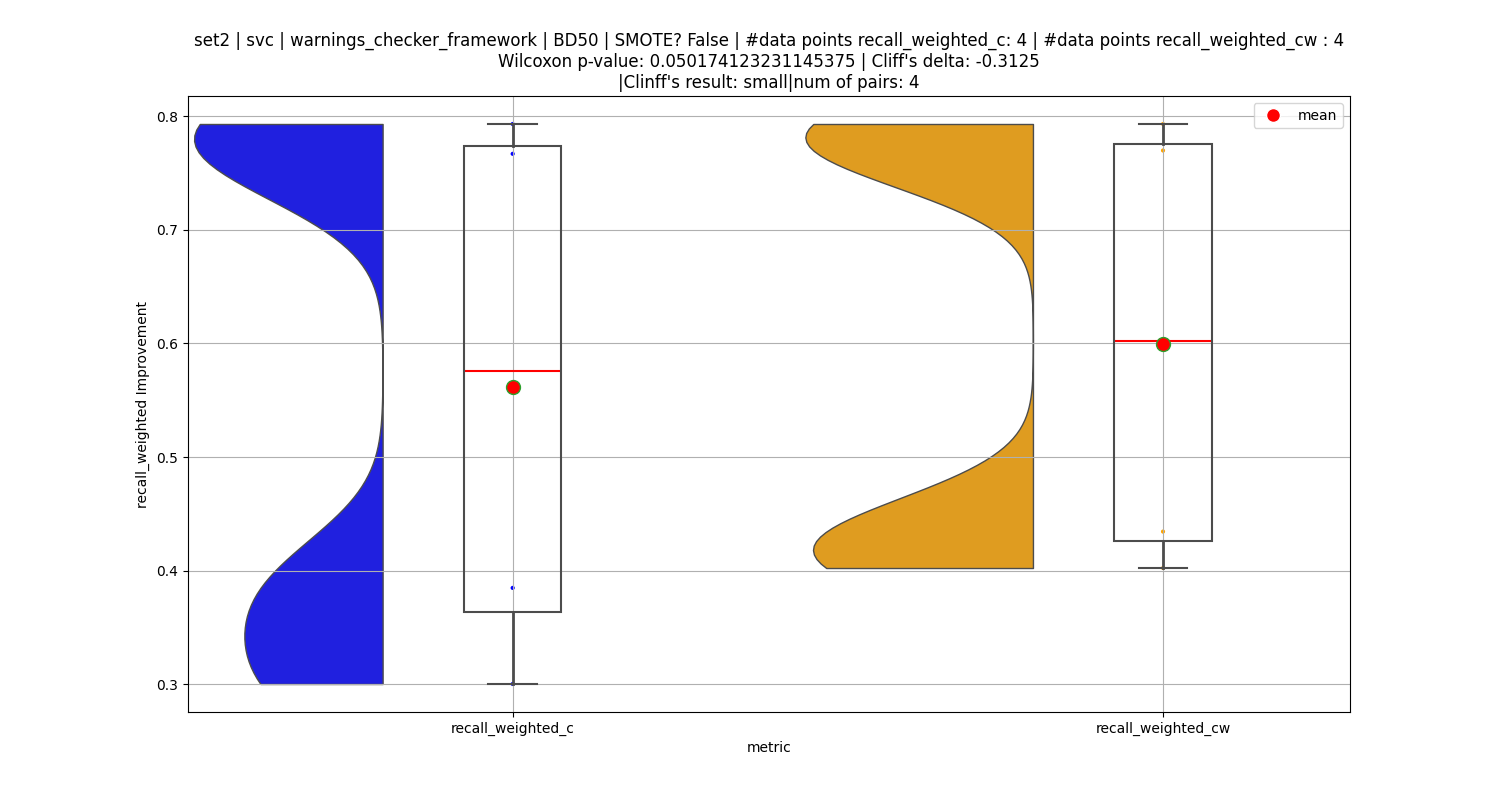 set2 | svc | warnings_checker_framework | BD50 | SMOTE? False | #data points recall_weighted_c: 4 | #data points recall_weighted_cw : 4
Wilcoxon p-value: 0.050174123231145375 | Cliff's delta: -0.3125
|Clinff's result: small|num of pairs: 4
mean
0.8
0.7
0.6
0.5
0.4
0.3
recall_weighted Improvement
recall_weighted_c
recall_weighted_cw
metric